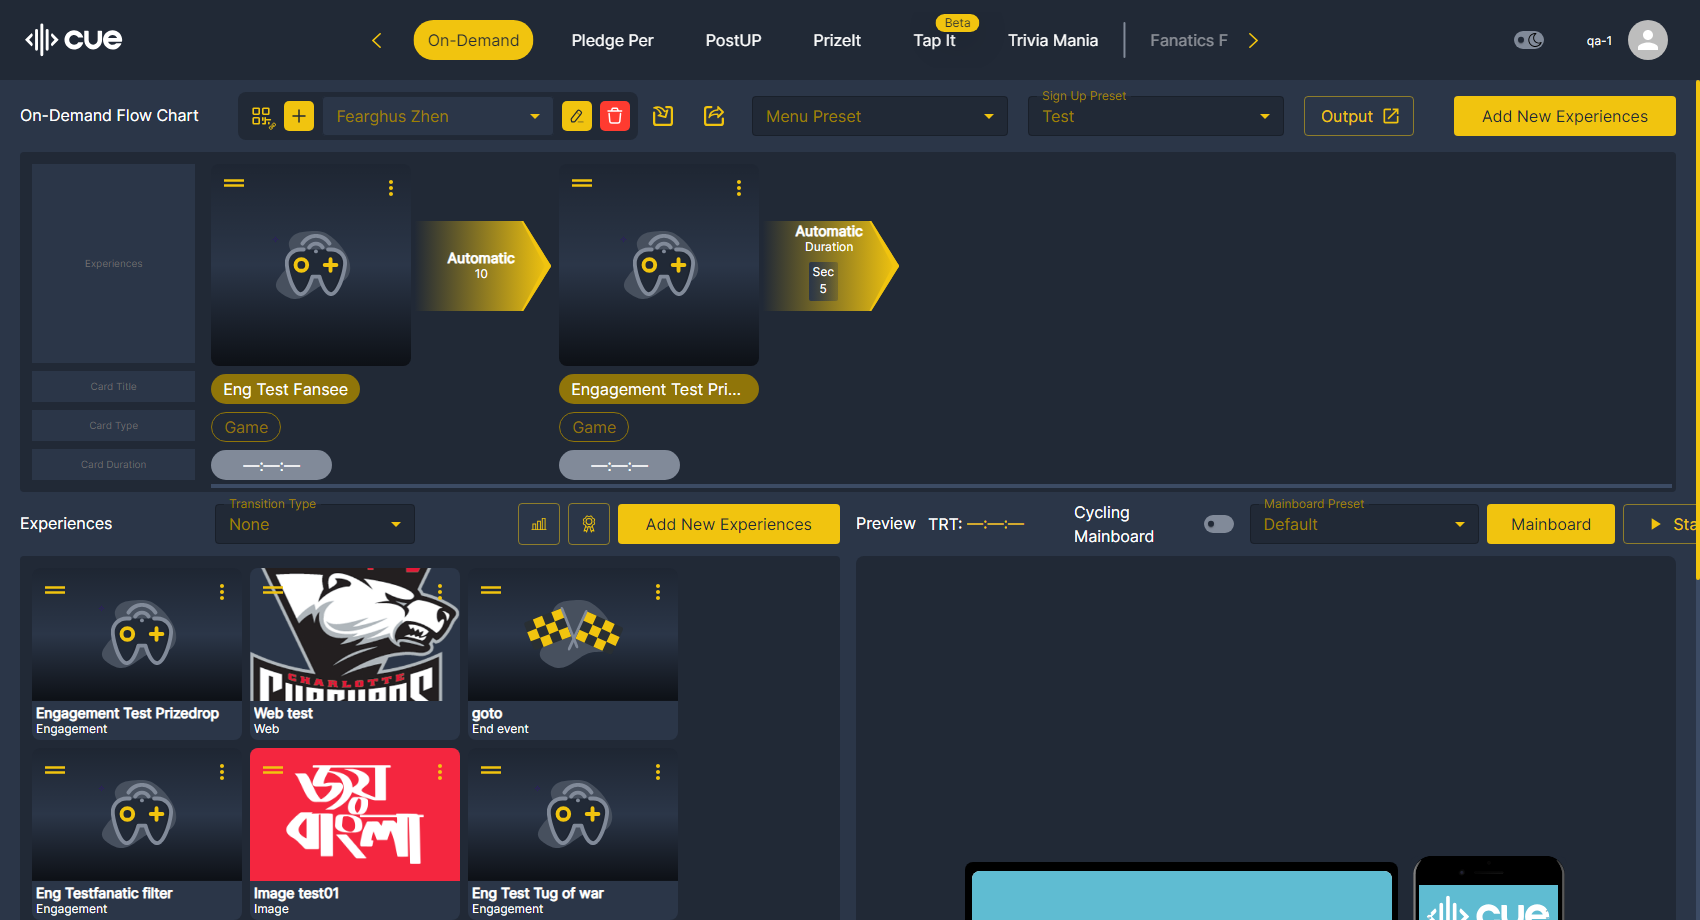 cue
On-Demand
Pledge Per
PostUP
PrizeIt
Tap It
Beta
Trivia Mania
Fanatics F
qa-1
On-Demand Flow Chart
Fearghus Zhen
Menu Preset
Sign Up Preset
Test
Output
Add New Experiences
Experiences
Automatic
10
Automatic
Duration
Sec
5
Card Title
Eng Test Fansee
Engagement Test Pri...
Card Type
Game
Game
Card Duration
—:—:—
—:—:—
Experiences
Transition Type
None
Add New Experiences
Preview
TRT: —:—:—
Cycling
Mainboard
Mainboard Preset
Default
Mainboard
Sta
CHARLOTTE
Engagement Test Prizedrop
Engagement
Web test
Web
goto
End event
জয়
বাংলা
Eng Testfanatic filter
Engagement
Image test01
Image
Eng Test Tug of war
Engagement
cue